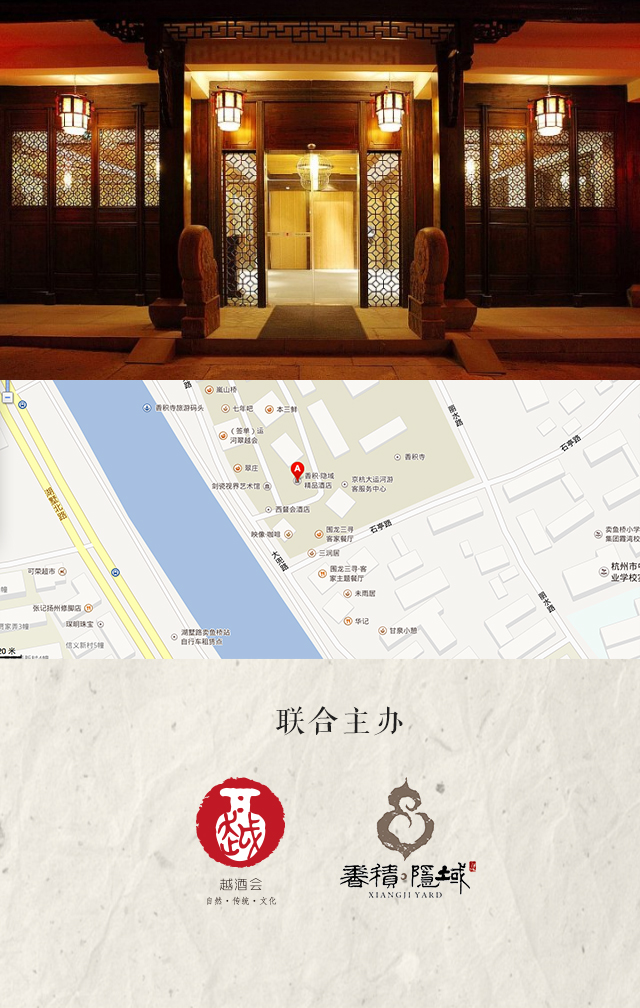 路
嵐山桥
香积寺旅游码头
七年吧
本三鲜
（签单）运
河翠越会
翠庄
剑瓷视界艺术馆
A
香积·隐域
精品酒店
京杭大运河游
客服务中心
香积寺
丽水路
石亭路
西督会酒店
映像·咖啡
围龙三寻
客家餐厅
石亭路
三润居
大兜路
围龙三寻·客
家主题餐厅
未雨居
华记
甘泉小憩
丽水路
卖鱼桥小学
集团霞湾校
杭州市中
业学校
湖墅北路
可荣超市
张记扬州修脚店
琛明珠宝
信义新村5幢
湖墅路卖鱼桥站
自行车租赁点
20 米
联合主办
越酒会
自然·传统·文化
香積·隱域
XIANGJI YARD